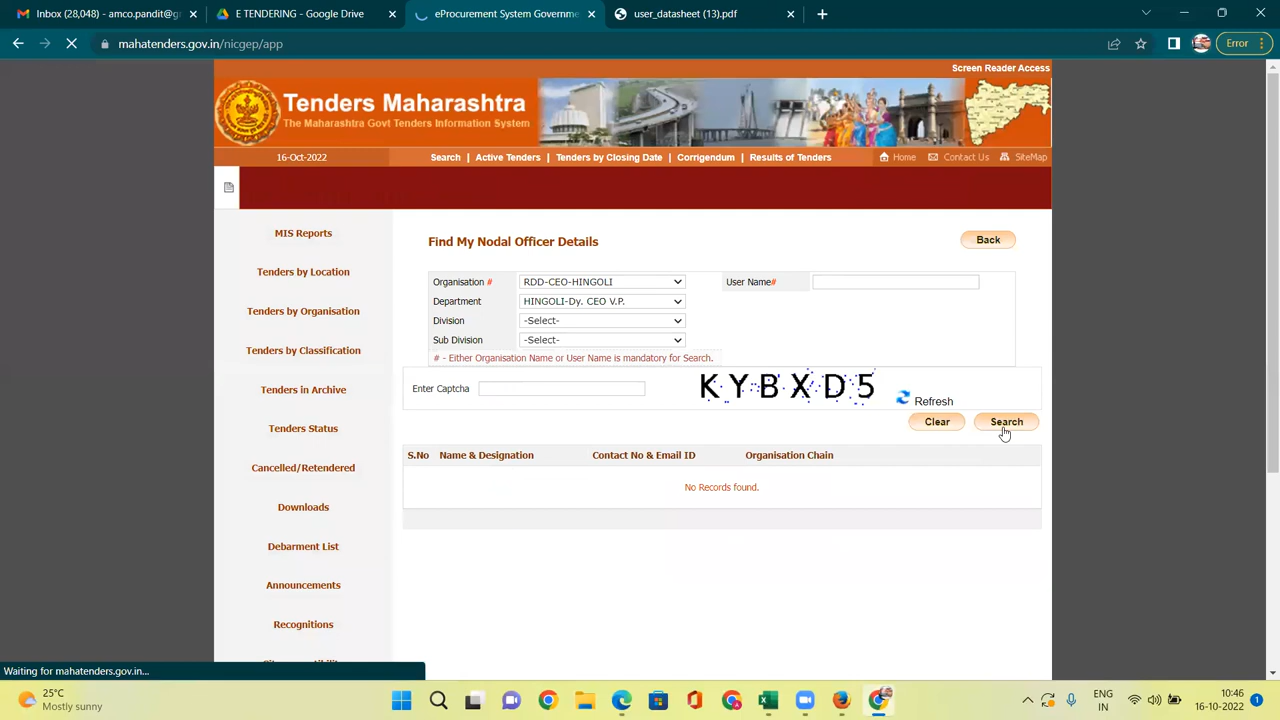 Inbox (28,048) - amco.pandit@g
E TENDERING - Google Drive
eProcurement System Governme
user_datasheet (13).pdf
mahatenders.gov.in/nicgep/app
Error
Screen Reader Access
Tenders Maharashtra
The Maharashtra Govt Tenders Information System
16-Oct-2022
Search | Active Tenders | Tenders by Closing Date | Corrigendum | Results of Tenders
Home Contact Us SiteMap
MIS Reports
Tenders by Location
Tenders by Organisation
Tenders by Classification
Tenders in Archive
Tenders Status
Cancelled/Retendered
Downloads
Debarment List
Announcements
Recognitions
Find My Nodal Officer Details
Back
Organisation # RDD-CEO-HINGOLI User Name#
Department HINGOLI-Dy. CEO V.P.
Division -Select-
Sub Division -Select-
# - Either Organisation Name or User Name is mandatory for Search.
Enter Captcha KYBXD5 Refresh
Clear Search
S.No Name & Designation Contact No & Email ID Organisation Chain
No Records found.
Waiting for mahatenders.gov.in...
25°C
Mostly sunny
ENG
IN
10:46
16-10-2022
1